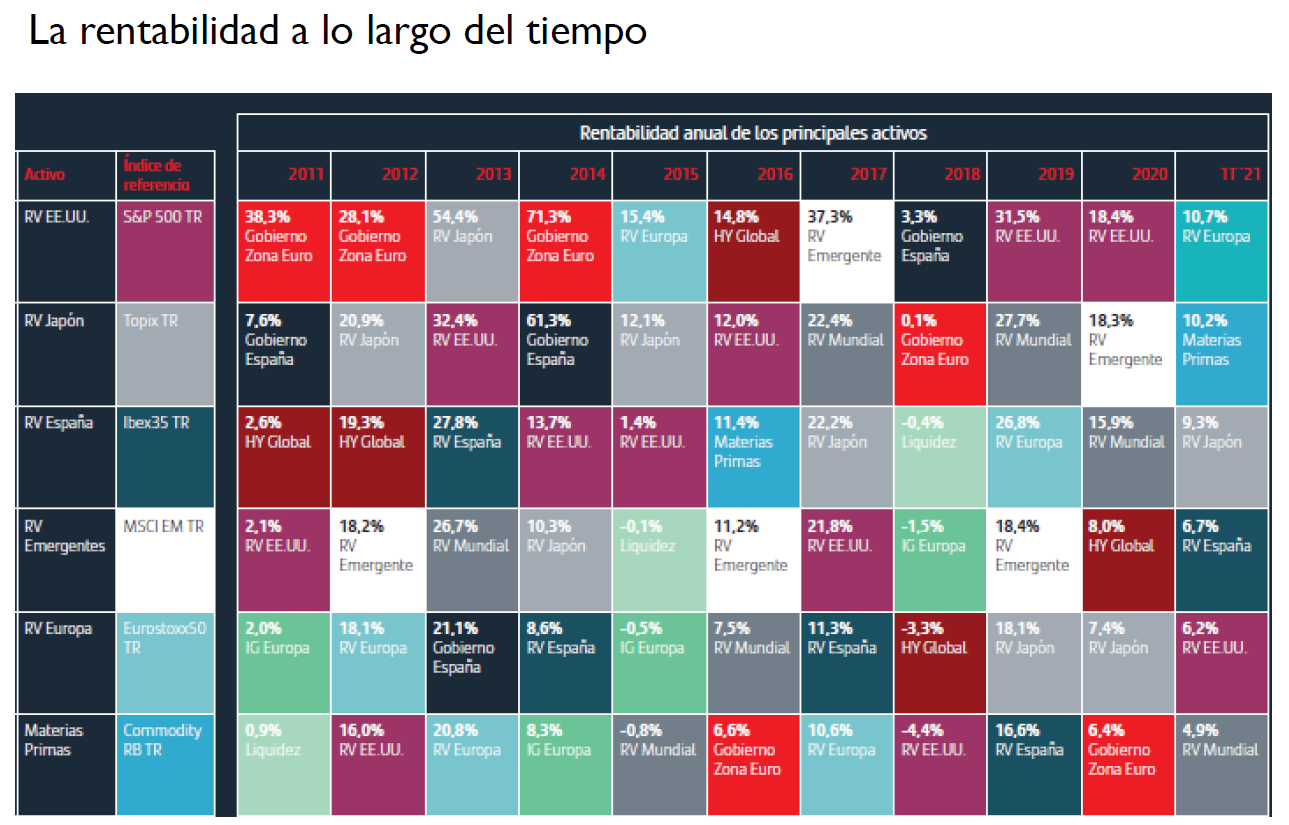 La rentabilidad a lo largo del tiempo
Rentabilidad anual de los principales activos
Activo
Índice de
referencia
2011
2012
2013
2014
2015
2016
2017
2018
2019
2020
1T´21
RV EE.UU.
S&P 500 TR
38,3%
Gobierno
Zona Euro
28,1%
Gobierno
Zona Euro
54,4%
RV Japón
71,3%
Gobierno
Zona Euro
15,4%
RV Europa
14,8%
HY Global
37,3%
RV
Emergente
3,3%
Gobierno
España
31,5%
RV EE.UU.
18,4%
RV EE.UU.
10,7%
RV Europa
RV Japón
Topix TR
7,6%
Gobierno
España
20,9%
RV Japón
32,4%
RV EE.UU.
61,3%
Gobierno
España
12,1%
RV Japón
12,0%
RV EE.UU.
22,4%
RV Mundial
0,1%
Gobierno
Zona Euro
27,7%
RV Mundial
18,3%
RV
Emergente
10,2%
Materias
Primas
RV España
Ibex35 TR
2,6%
HY Global
19,3%
HY Global
27,8%
RV España
13,7%
RV EE.UU.
1,4%
RV EE.UU.
11,4%
Materias
Primas
22,2%
RV Japón
-0,4%
Liquidez
26,8%
RV Europa
15,9%
RV Mundial
9,3%
RV Japón
RV
Emergentes
MSCI EM TR
2,1%
RV EE.UU.
18,2%
RV
Emergente
26,7%
RV Mundial
10,3%
RV Japón
-0,1%
Liquidez
11,2%
RV
Emergente
21,8%
RV EE.UU.
-1,5%
IG Europa
18,4%
RV
Emergente
8,0%
HY Global
6,7%
RV España
RV Europa
Eurostoxx50
TR
2,0%
IG Europa
18,1%
RV Europa
21,1%
Gobierno
España
8,6%
RV España
-0,5%
IG Europa
7,5%
RV Mundial
11,3%
RV España
-3,3%
HY Global
18,1%
RV Japón
7,4%
RV Japón
6,2%
RV EE.UU.
Materias
Primas
Commodity
RB TR
0,9%
Liquidez
16,0%
RV EE.UU.
20,8%
RV Europa
8,3%
IG Europa
-0,8%
RV Mundial
6,6%
Gobierno
Zona Euro
10,6%
RV Europa
-4,4%
RV EE.UU.
16,6%
RV España
6,4%
Gobierno
Zona Euro
4,9%
RV Mundial